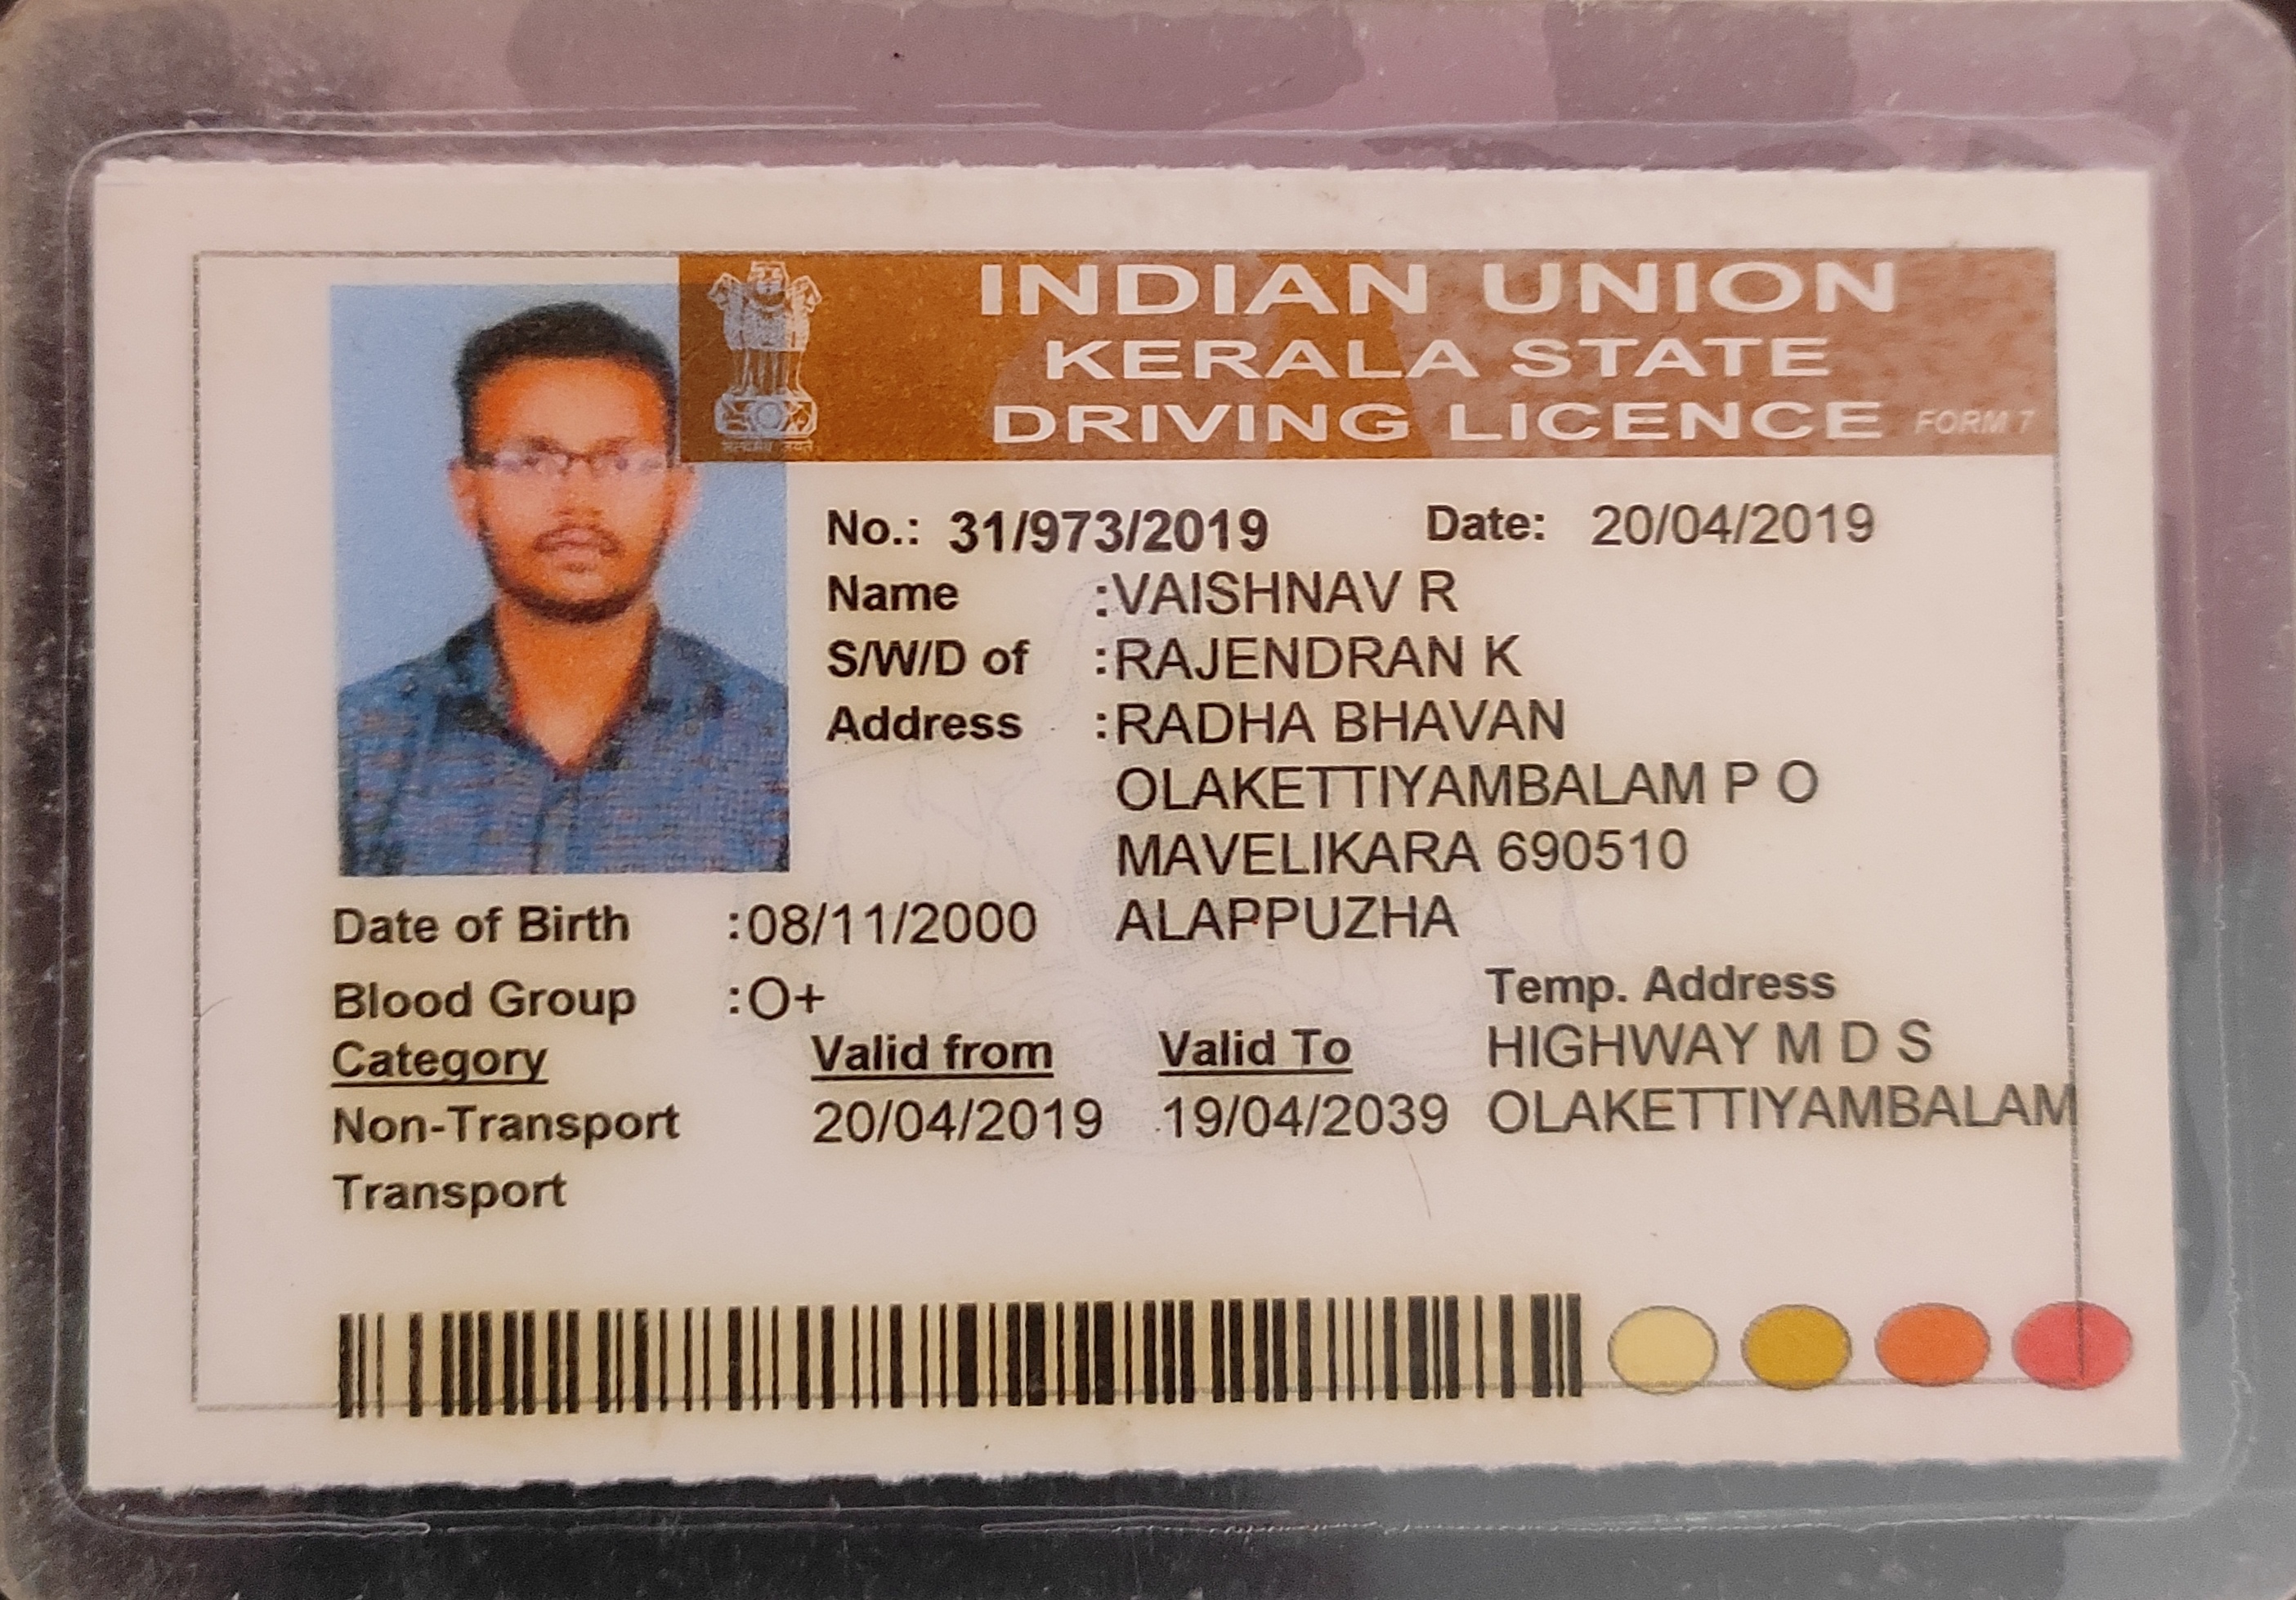 INDIAN UNION
KERALA STATE
DRIVING LICENCE FORM 7
No.: 31/973/2019 Date: 20/04/2019
Name :VAISHNAV R
S/W/D of :RAJENDRAN K
Address :RADHA BHAVAN
OLAKETTIYAMBALAM P O
MAVELIKARA 690510
ALAPPUZHA
Date of Birth :08/11/2000
Blood Group :O+
Temp. Address
HIGHWAY M D S
OLAKETTIYAMBALAM
Category Valid from Valid To
Non-Transport 20/04/2019 19/04/2039
Transport